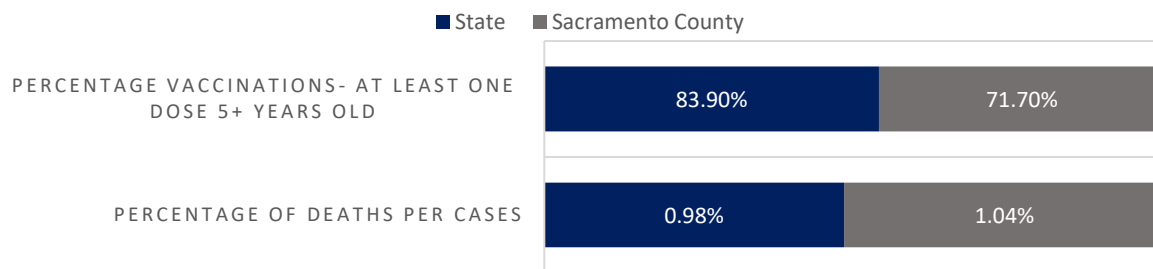 State Sacramento County
PERCENTAGE VACCINATIONS- AT LEAST ONE
DOSE 5+ YEARS OLD
83.90% 71.70%
PERCENTAGE OF DEATHS PER CASES
0.98% 1.04%